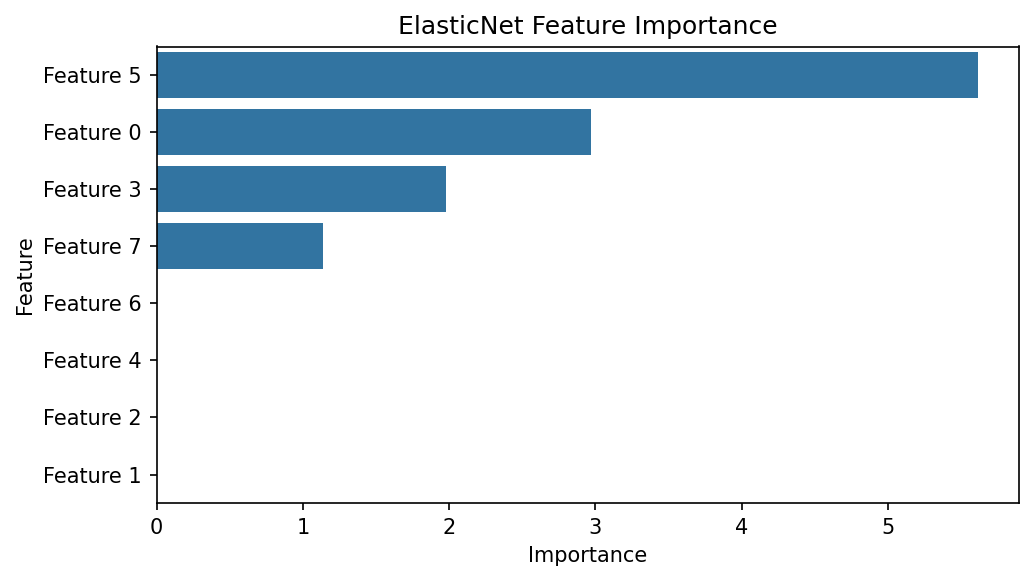 ElasticNet Feature Importance
Feature
Feature 5
Feature 0
Feature 3
Feature 7
Feature 6
Feature 4
Feature 2
Feature 1
0 1 2 3 4 5
Importance